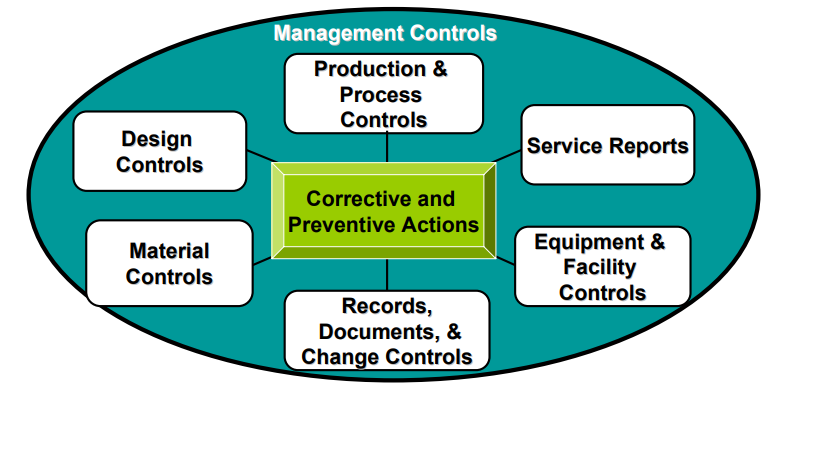 Management Controls
Production &
Process
Controls
Design
Controls
Service Reports
Corrective and
Preventive Actions
Material
Controls
Equipment &
Facility
Controls
Records,
Documents, &
Change Controls